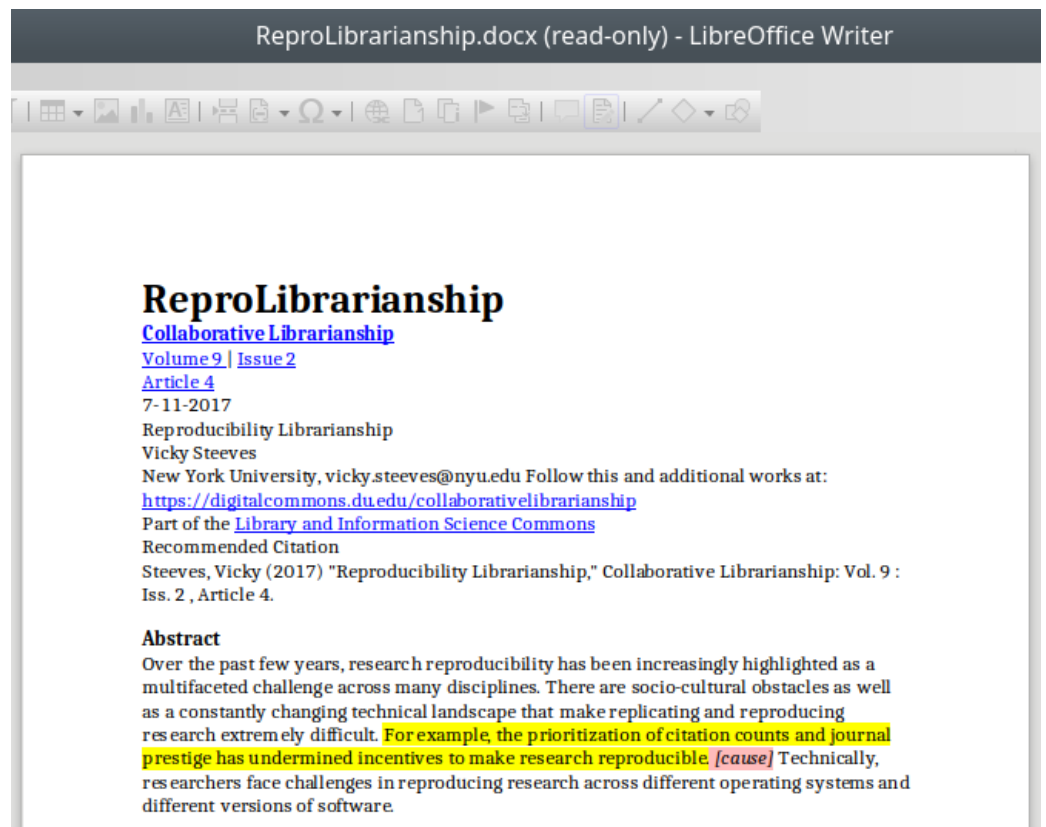 ReproLibrarianship.docx (read-only) - LibreOffice Writer
ReproLibrarianship
Collaborative Librarianship
Volume 9 | Issue 2
Article 4
7-11-2017
Reproducibility Librarianship
Vicky Steeves
New York University, vicky.steeves@nyu.edu Follow this and additional works at:
https://digitalcommons.du.edu/collaborativelibrarianship
Part of the Library and Information Science Commons
Recommended Citation
Steeves, Vicky (2017) "Reproducibility Librarianship," Collaborative Librarianship: Vol. 9 :
Iss. 2 , Article 4.
Abstract
Over the past few years, research reproducibility has been increasingly highlighted as a
multifaceted challenge across many disciplines. There are socio-cultural obstacles as well
as a constantly changing technical landscape that make replicating and reproducing
research extremely difficult. For example, the prioritization of citation counts and journal
prestige has undermined incentives to make research reproducible. [cause] Technically,
researchers face challenges in reproducing research across different operating systems and
different versions of software.